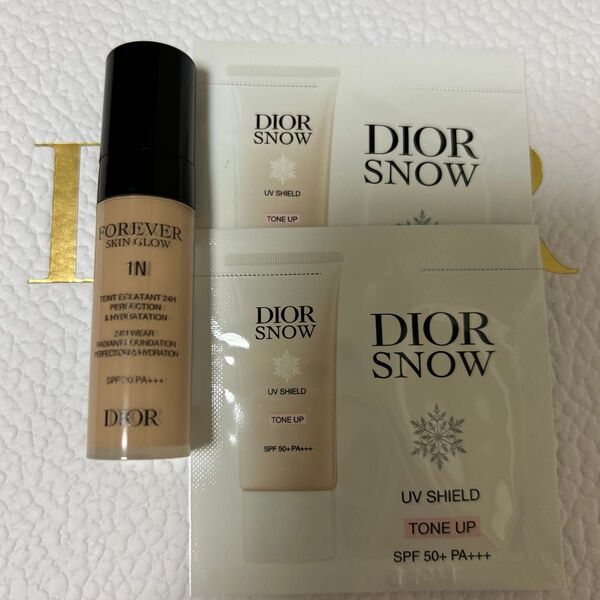 FOREVER
SKIN GLOW
1N
TEINT ÉCLATANT 24H
PERFECTION
& HYDRATATION
24H WEAR
RADIANT FOUNDATION
PERFECTION & HYDRATION
SPF 20 PA+++
DIOR
DIOR
SNOW
UV SHIELD
TONE UP
DIOR
SNOW
DIOR
SNOW
UV SHIELD
TONE UP
SPF 50+ PA+++
DIOR
SNOW
UV SHIELD
TONE UP
SPF 50+ PA+++